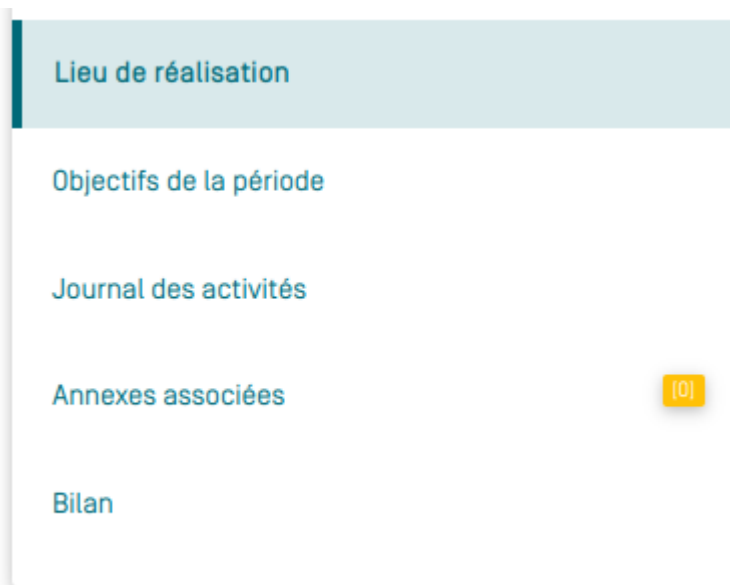 Lieu de réalisation
Objectifs de la période
Journal des activités
Annexes associées [0]
Bilan